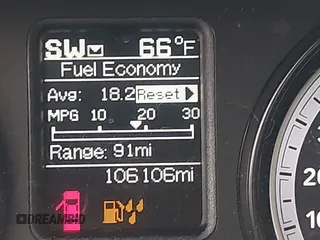 SW 66°F
Fuel Economy
Avg: 18.2 Reset
MPG 10 20 30
Range: 91mi
106106mi
DREAMBID